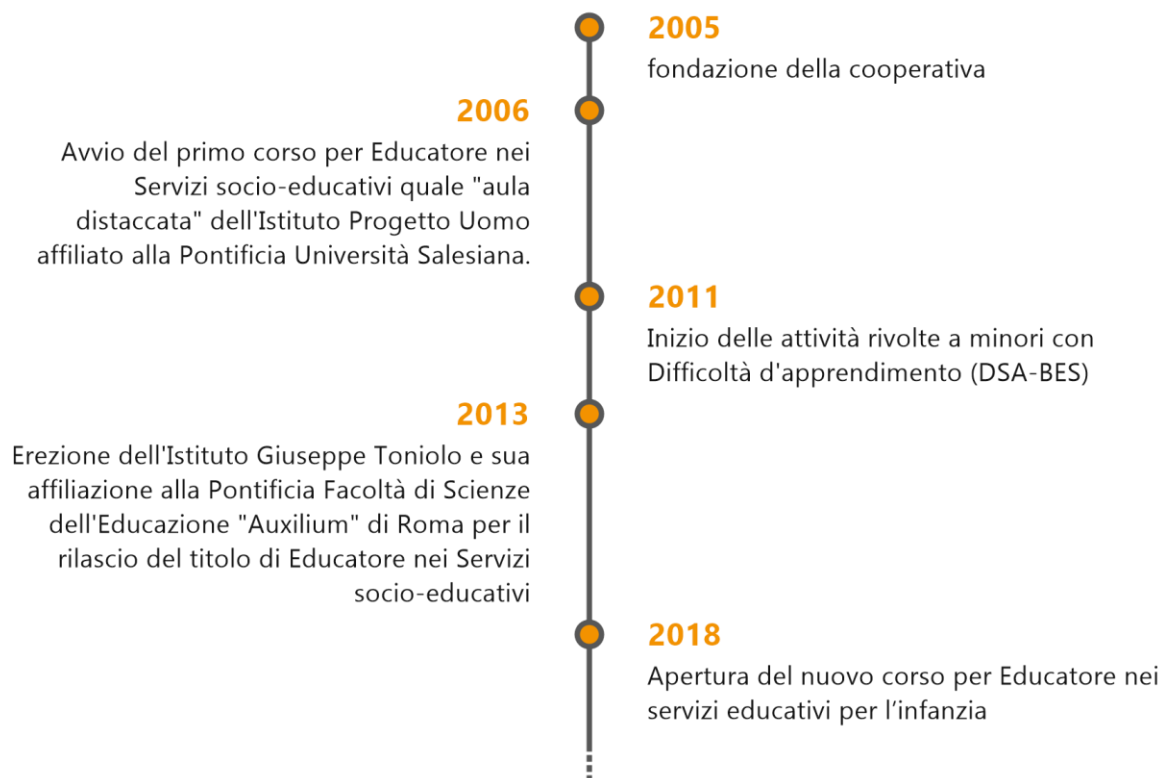 2005
fondazione della cooperativa
2006
Avvio del primo corso per Educatore nei
Servizi socio-educativi quale "aula
distaccata" dell'Istituto Progetto Uomo
affiliato alla Pontificia Università Salesiana.
2011
Inizio delle attività rivolte a minori con
Difficoltà d'apprendimento (DSA-BES)
2013
Erezione dell'Istituto Giuseppe Toniolo e sua
affiliazione alla Pontificia Facoltà di Scienze
dell'Educazione "Auxilium" di Roma per il
rilascio del titolo di Educatore nei Servizi
socio-educativi
2018
Apertura del nuovo corso per Educatore nei
servizi educativi per l’infanzia